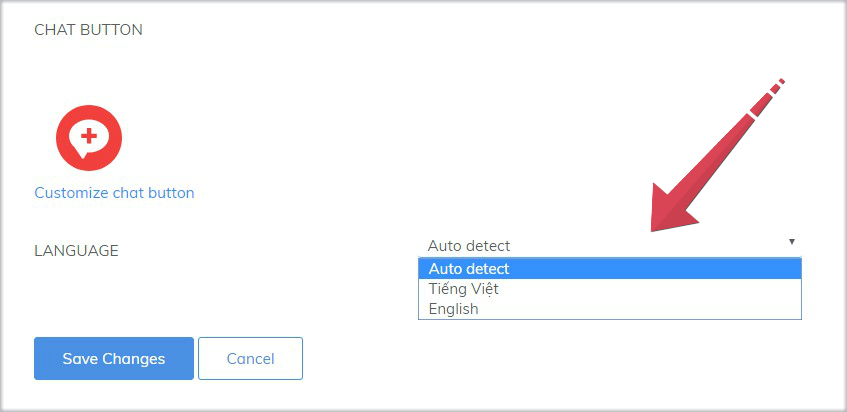 CHAT BUTTON
Customize chat button
LANGUAGE
Auto detect
Auto detect
Tiếng Việt
English
Save Changes
Cancel